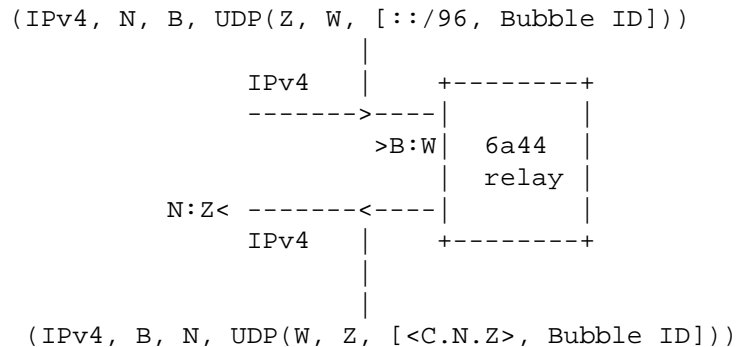 (IPv4, N, B, UDP(Z, W, [::/96, Bubble ID]))
|
IPv4 | +--------+
------->----| |
>B:W| 6a44 |
| relay |
N:Z< -------<----| |
IPv4 | +--------+
|
|
(IPv4, B, N, UDP(W, Z, [<C.N.Z>, Bubble ID]))